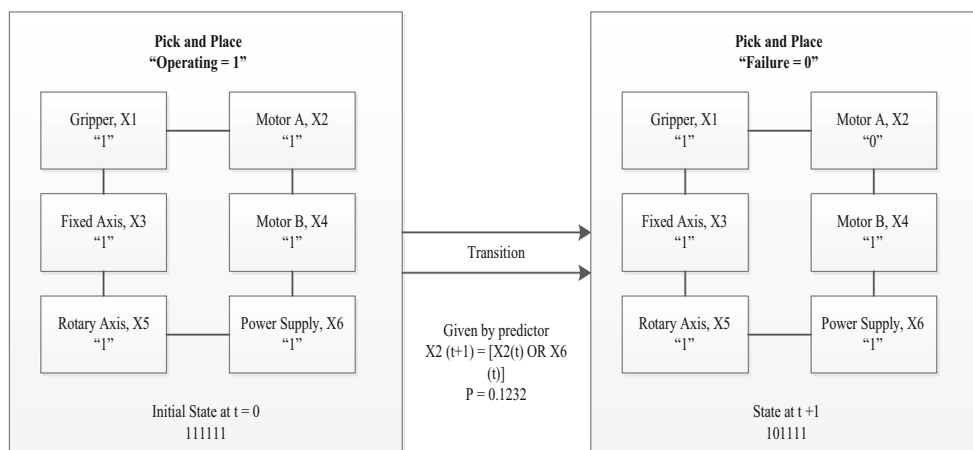 Pick and Place
“Operating = 1”
Gripper, X1
“1”
Motor A, X2
“1”
Fixed Axis, X3
“1”
Motor B, X4
“1”
Rotary Axis, X5
“1”
Power Supply, X6
“1”
Initial State at t = 0
111111
Transition
Given by predictor
X2 (t+1) = [X2(t) OR X6
(t)]
P = 0.1232
Pick and Place
“Failure = 0”
Gripper, X1
“1”
Motor A, X2
“0”
Fixed Axis, X3
“1”
Motor B, X4
“1”
Rotary Axis, X5
“1”
Power Supply, X6
“1”
State at t +1
101111